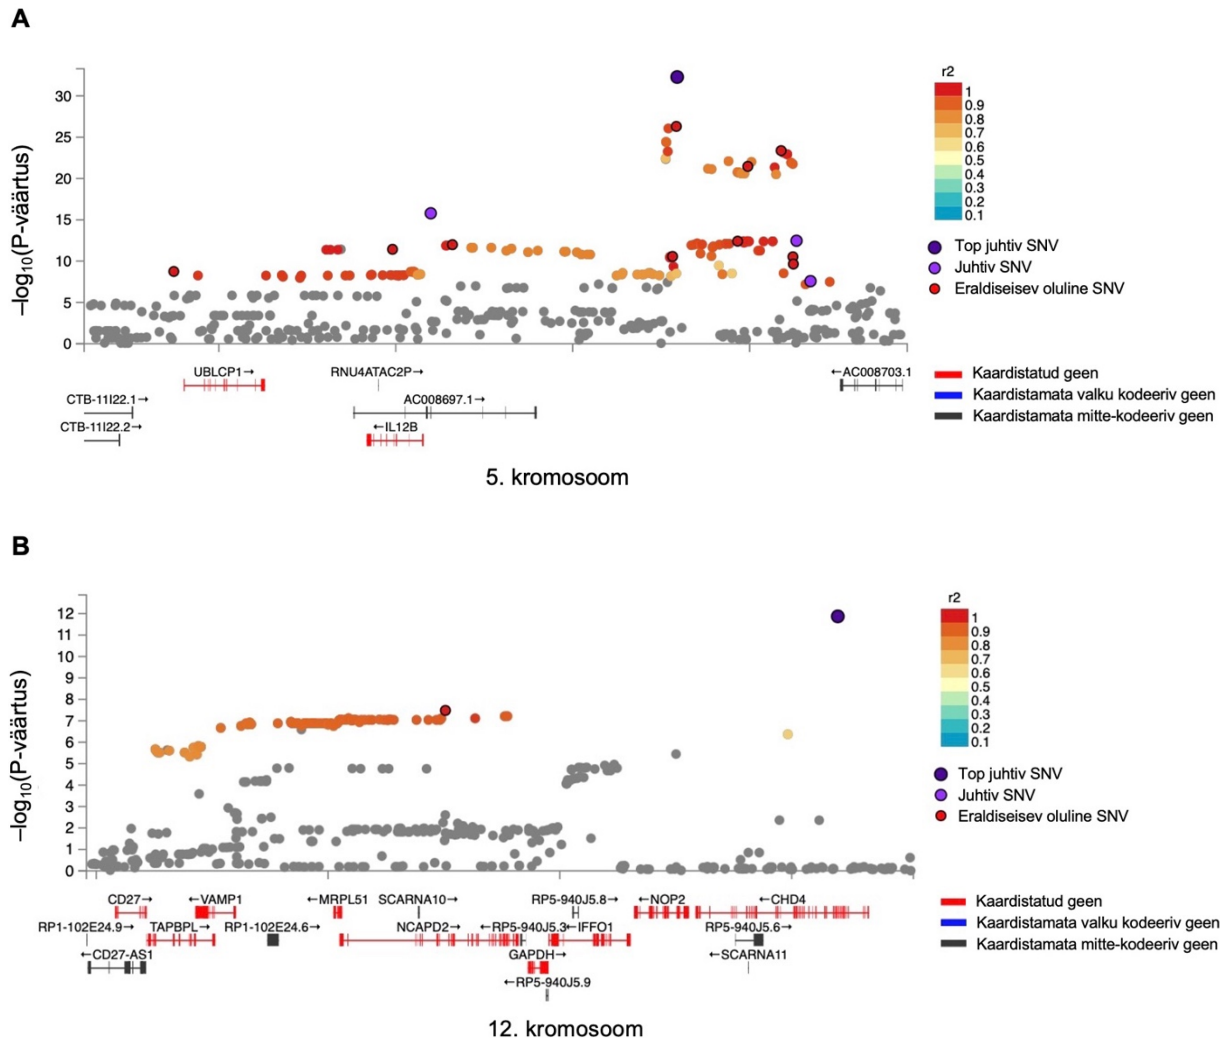 A
–log10(P-väärtus)
30
25
20
15
10
5
0
r2
1
0.9
0.8
0.7
0.6
0.5
0.4
0.3
0.2
0.1
Top juhtiv SNV
Juhtiv SNV
Eraldiseisev oluline SNV
UBLCP1→
RNU4ATAC2P→
←AC008703.1
CTB-11I22.1→
AC008697.1→
CTB-11I22.2→
←IL12B
Kaardistatud geen
Kaardistamata valku kodeeriv geen
Kaardistamata mitte-kodeeriv geen
5. kromosoom
B
–log10(P-väärtus)
12
11
10
9
8
7
6
5
4
3
2
1
0
r2
1
0.9
0.8
0.7
0.6
0.5
0.4
0.3
0.2
0.1
Top juhtiv SNV
Juhtiv SNV
Eraldiseisev oluline SNV
CD27→
←VAMP1
←MRPL51
SCARNA10→
RP5-940J5.8→
←NOP2
←CHD4
RP1-102E24.9→
TAPBPL→
RP1-102E24.6→
NCAPD2→
←RP5-940J5.3
←IFFO1
RP5-940J5.6→
←CD27-AS1
GAPDH→
←SCARNA11
←RP5-940J5.9
Kaardistatud geen
Kaardistamata valku kodeeriv geen
Kaardistamata mitte-kodeeriv geen
12. kromosoom